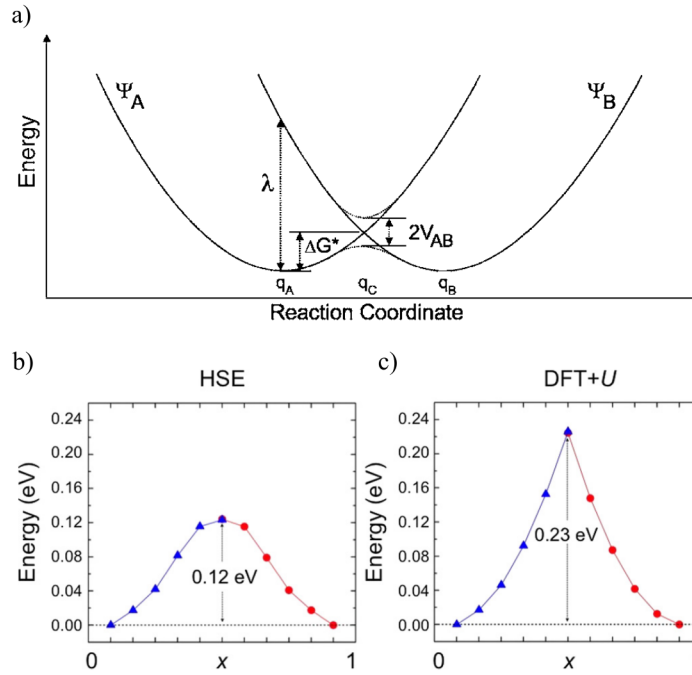 a)
Energy
Ψ_A
Ψ_B
λ
ΔG*
2V_AB
q_A
q_C
q_B
Reaction Coordinate
b)
HSE
Energy (eV)
0.24
0.20
0.16
0.12
0.08
0.04
0.00
0.12 eV
0
x
1
c)
DFT+U
Energy (eV)
0.24
0.20
0.16
0.12
0.08
0.04
0.00
0.23 eV
0
x